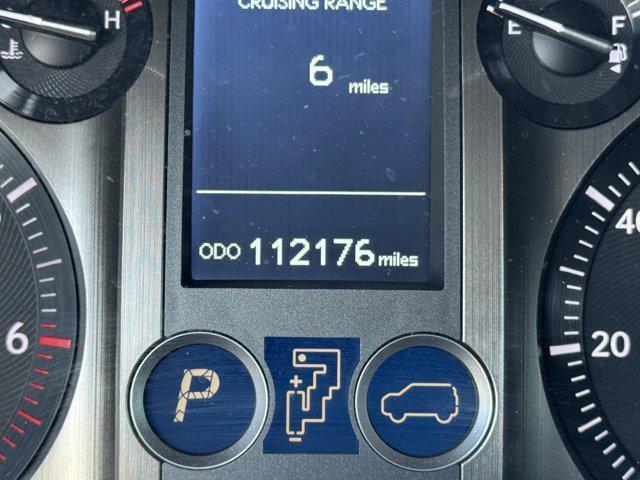 H
CRUISING RANGE
6 miles
E F
ODO 112176 miles
40
6
20
P
+
-